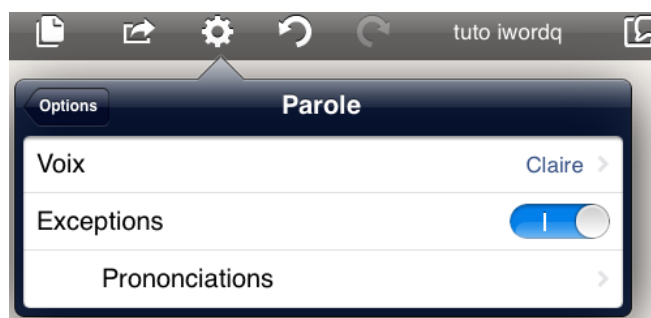 tuto iwordq
Options
Parole
Voix
Claire
Exceptions
Prononciations